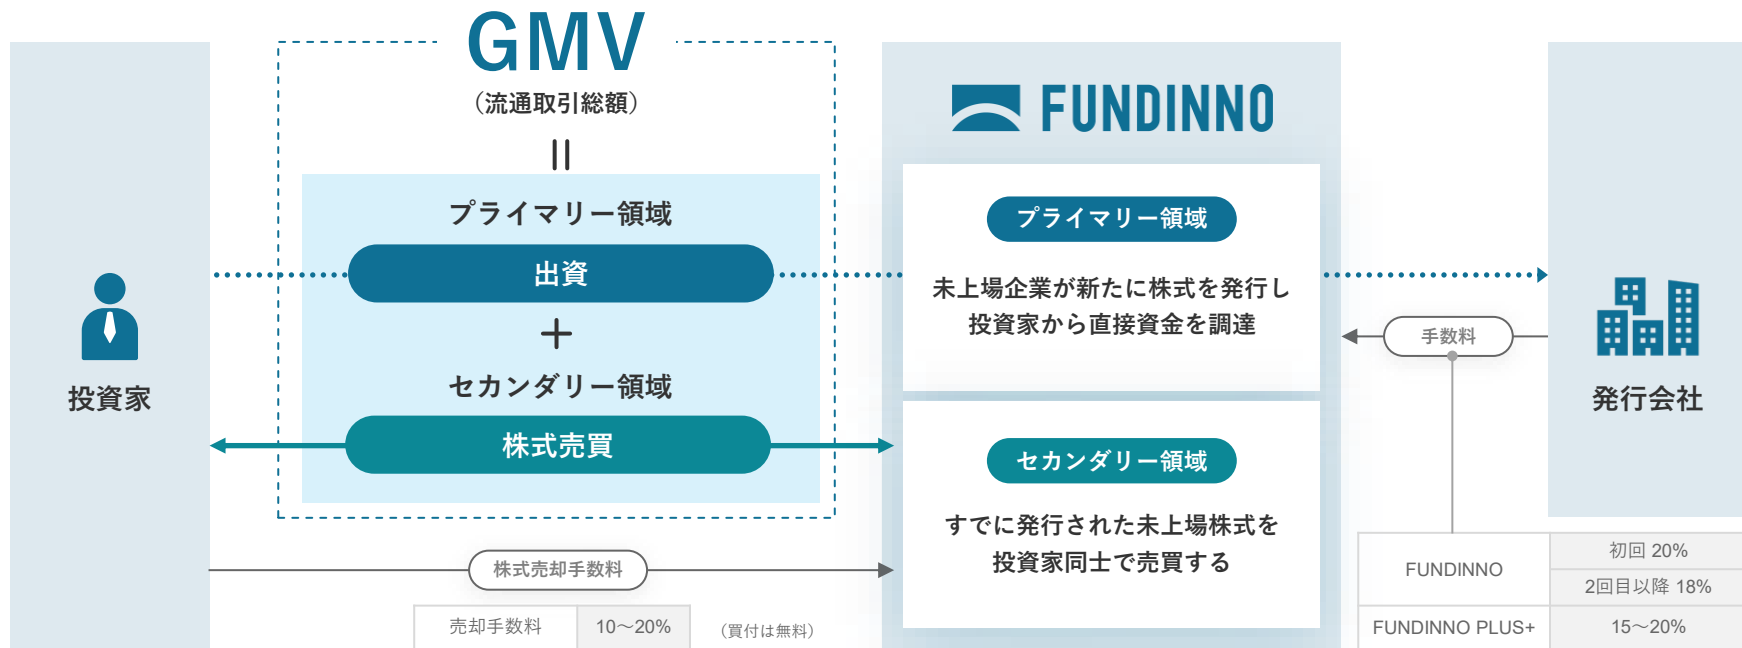 GMV
（流通取引総額）
プライマリー領域
出資
＋
セカンダリー領域
株式売買
投資家
株式売却手数料
売却手数料 10～20% （買付は無料）
FUNDINNO
プライマリー領域
未上場企業が新たに株式を発行し
投資家から直接資金を調達
セカンダリー領域
すでに発行された未上場株式を
投資家同士で売買する
手数料
発行会社
FUNDINNO
初回 20%
2回目以降 18%
FUNDINNO PLUS+ 15～20%